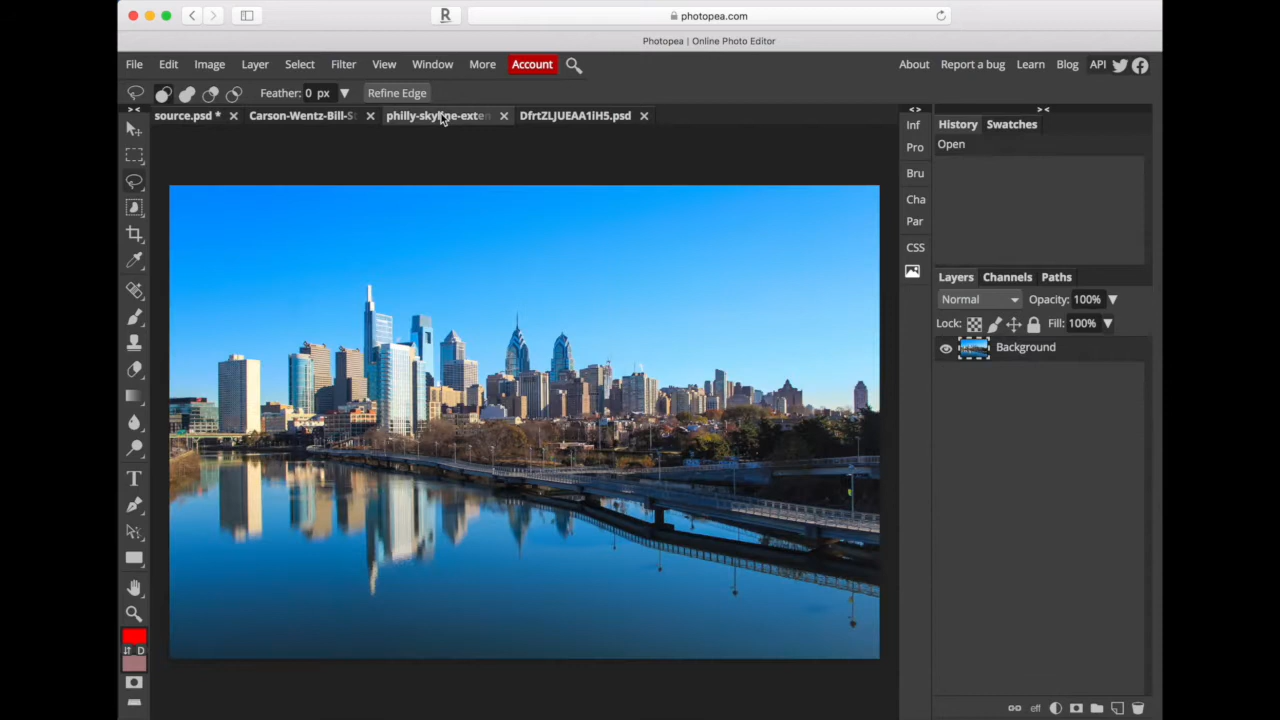 R
photopea.com
Photopea | Online Photo Editor
File Edit Image Layer Select Filter View Window More Account
About Report a bug Learn Blog API
Feather: 0 px Refine Edge
source.psd * Carson-Wentz-Bill-S philly-skyline-exten DfrtZLJUEAA1iH5.psd
> < < > > <
Inf
Pro
Bru
Cha
Par
CSS
History Swatches
Open
Layers Channels Paths
Normal Opacity: 100%
Lock: Fill: 100%
Background
T
D
eff